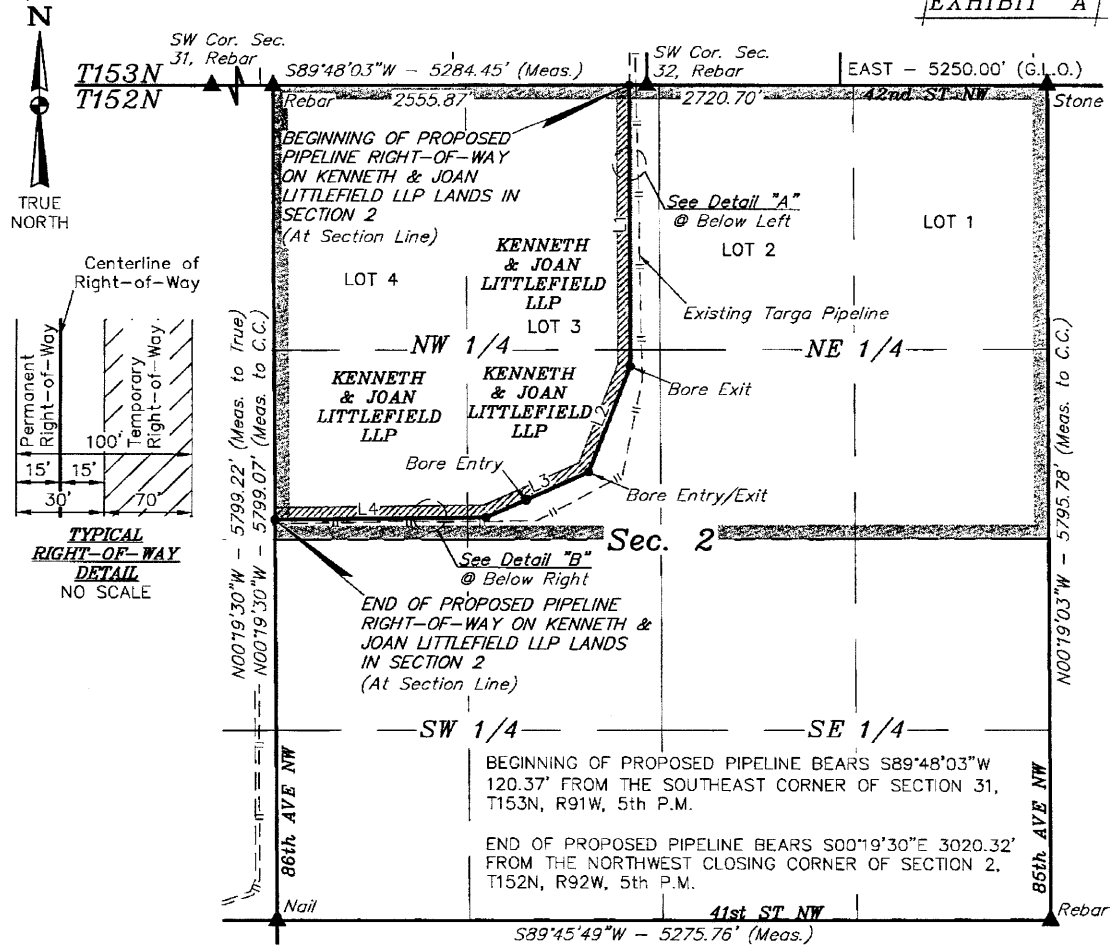 EXHIBIT A
N
TRUE
NORTH
SW Cor. Sec.
31, Rebar
SW Cor. Sec.
32, Rebar
T153N
T152N
S89°48'03"W - 5284.45' (Meas.)
EAST - 5250.00' (G.L.O.)
Rebar
2555.87'
2720.70'
42nd ST NW
Stone
BEGINNING OF PROPOSED
PIPELINE RIGHT-OF-WAY
ON KENNETH & JOAN
LITTLEFIELD LLP LANDS IN
SECTION 2
(At Section Line)
See Detail "A"
@ Below Left
L1
LOT 1
LOT 2
LOT 4
KENNETH
& JOAN
LITTLEFIELD
LLP
LOT 3
Existing Targa Pipeline
NW 1/4
NE 1/4
Centerline of
Right-of-Way
Permanent
Right-of-Way
Temporary
Right-of-Way
100'
15'
15'
30'
70'
TYPICAL
RIGHT-OF-WAY
DETAIL
NO SCALE
N00°19'30"W - 5799.22' (Meas. to True)
N00°19'30"W - 5799.07' (Meas. to C.C.)
KENNETH
& JOAN
LITTLEFIELD
LLP
KENNETH
& JOAN
LITTLEFIELD
LLP
Bore Exit
L2
Bore Entry
L3
Bore Entry/Exit
L4
Sec. 2
See Detail "B"
@ Below Right
END OF PROPOSED PIPELINE
RIGHT-OF-WAY ON KENNETH &
JOAN LITTLEFIELD LLP LANDS
IN SECTION 2
(At Section Line)
N00°19'03"W - 5795.78' (Meas. to C.C.)
SW 1/4
SE 1/4
BEGINNING OF PROPOSED PIPELINE BEARS S89°48'03"W
120.37' FROM THE SOUTHEAST CORNER OF SECTION 31,
T153N, R91W, 5th P.M.
END OF PROPOSED PIPELINE BEARS S00°19'30"E 3020.32'
FROM THE NORTHWEST CLOSING CORNER OF SECTION 2,
T152N, R92W, 5th P.M.
86th AVE NW
85th AVE NW
Nail
41st ST NW
Rebar
S89°45'49"W - 5275.76' (Meas.)